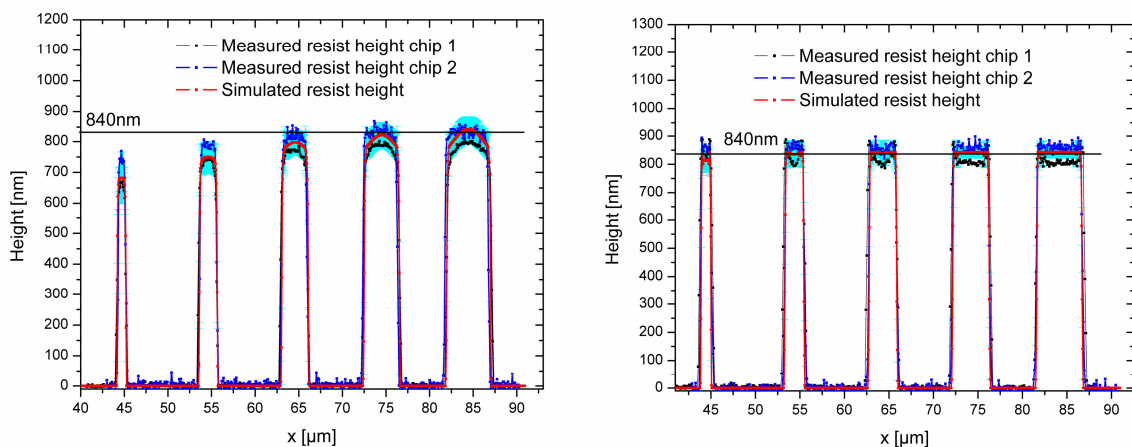 1200
1100
1000
900
800
700
600
500
400
300
200
100
0
Height [nm]
Measured resist height chip 1
Measured resist height chip 2
Simulated resist height
840nm
40 45 50 55 60 65 70 75 80 85 90
x [µm]
1300
1200
1100
1000
900
800
700
600
500
400
300
200
100
0
Height [nm]
Measured resist height chip 1
Measured resist height chip 2
Simulated resist height
840nm
45 50 55 60 65 70 75 80 85 90
x [µm]